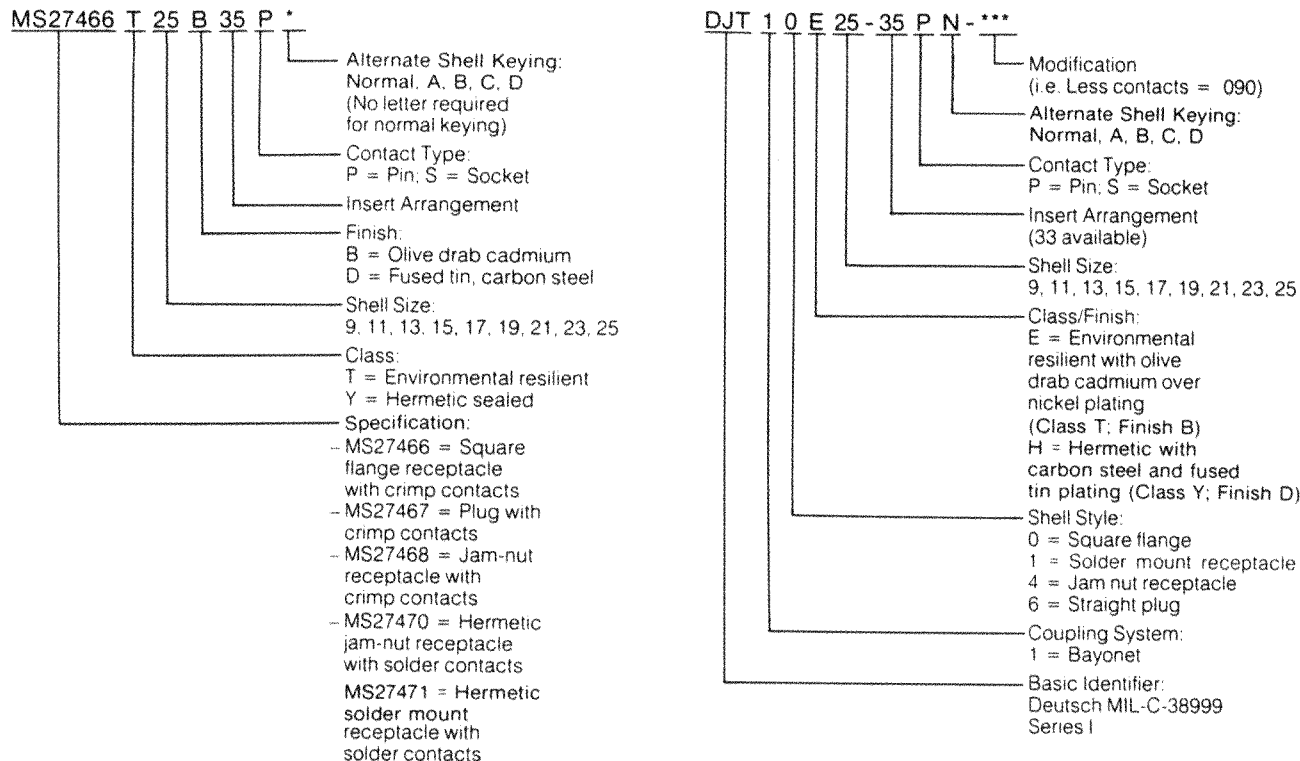 MS27466 T 25 B 35 P *
Alternate Shell Keying:
Normal, A, B, C, D
(No letter required
for normal keying)
Contact Type:
P = Pin; S = Socket
Insert Arrangement
Finish:
B = Olive drab cadmium
D = Fused tin, carbon steel
Shell Size:
9, 11, 13, 15, 17, 19, 21, 23, 25
Class:
T = Environmental resilient
Y = Hermetic sealed
Specification:
– MS27466 = Square
flange receptacle
with crimp contacts
– MS27467 = Plug with
crimp contacts
– MS27468 = Jam-nut
receptacle with
crimp contacts
– MS27470 = Hermetic
jam-nut receptacle
with solder contacts
MS27471 = Hermetic
solder mount
receptacle with
solder contacts
DJT 1 0 E 25 - 35 P N - ***
Modification
(i.e. Less contacts = 090)
Alternate Shell Keying:
Normal, A, B, C, D
Contact Type:
P = Pin; S = Socket
Insert Arrangement
(33 available)
Shell Size:
9, 11, 13, 15, 17, 19, 21, 23, 25
Class/Finish:
E = Environmental
resilient with olive
drab cadmium over
nickel plating
(Class T; Finish B)
H = Hermetic with
carbon steel and fused
tin plating (Class Y; Finish D)
Shell Style:
0 = Square flange
1 = Solder mount receptacle
4 = Jam nut receptacle
6 = Straight plug
Coupling System:
1 = Bayonet
Basic Identifier:
Deutsch MIL-C-38999
Series I